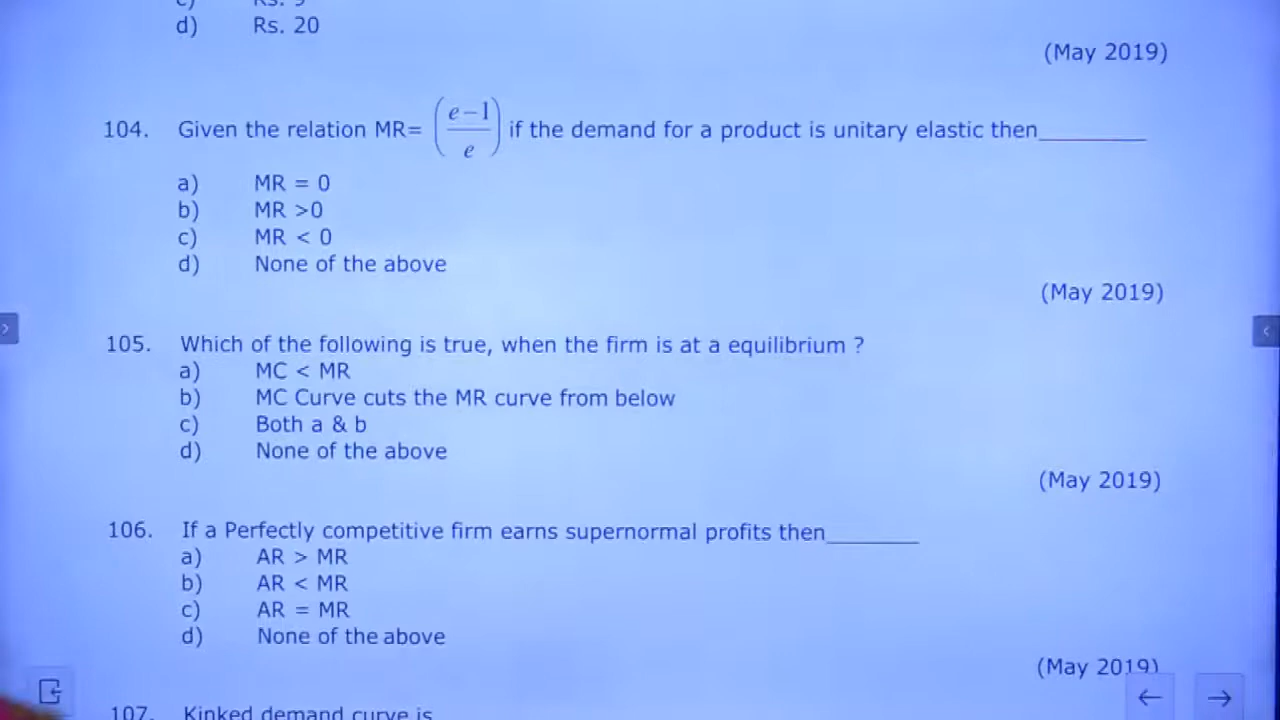 d) Rs. 20
(May 2019)
104. Given the relation MR= (e−1/e) if the demand for a product is unitary elastic then________
a) MR = 0
b) MR >0
c) MR < 0
d) None of the above
(May 2019)
105. Which of the following is true, when the firm is at a equilibrium ?
a) MC < MR
b) MC Curve cuts the MR curve from below
c) Both a & b
d) None of the above
(May 2019)
106. If a Perfectly competitive firm earns supernormal profits then_______
a) AR > MR
b) AR < MR
c) AR = MR
d) None of the above
(May 2019)
107. Kinked demand curve is